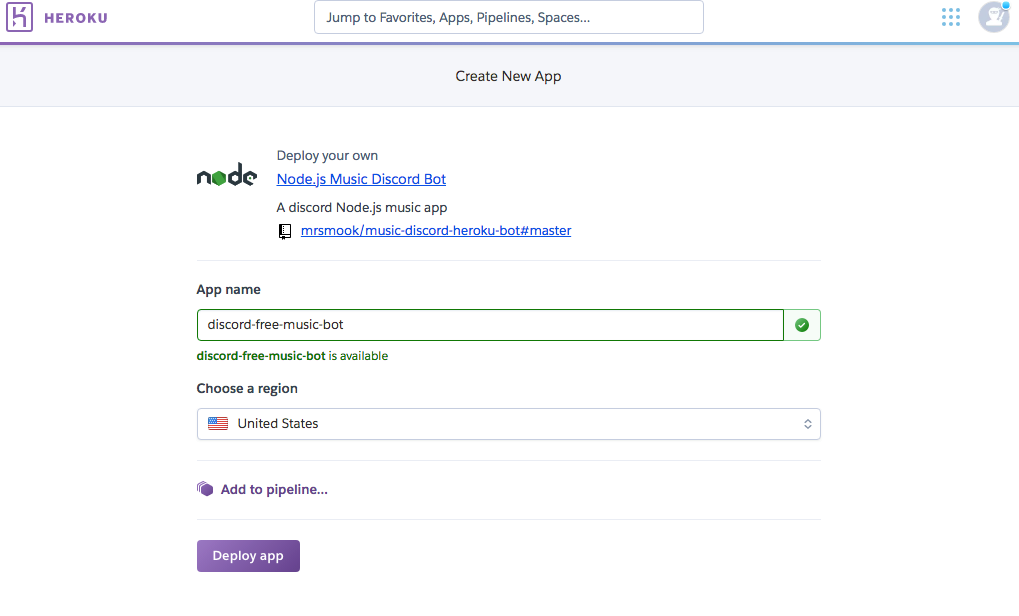 HEROKU
Jump to Favorites, Apps, Pipelines, Spaces...
Create New App
node
Deploy your own
Node.js Music Discord Bot
A discord Node.js music app
mrsmook/music-discord-heroku-bot#master
App name
discord-free-music-bot
discord-free-music-bot is available
Choose a region
United States
Add to pipeline...
Deploy app